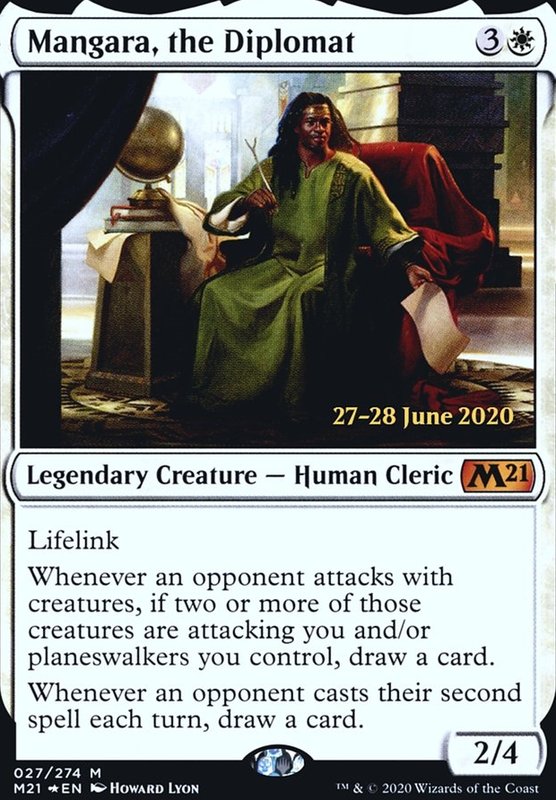 Mangara, the Diplomat 3
27–28 June 2020
Legendary Creature — Human Cleric M21
Lifelink
Whenever an opponent attacks with
creatures, if two or more of those
creatures are attacking you and/or
planeswalkers you control, draw a card.
Whenever an opponent casts their second
spell each turn, draw a card.
2/4
027/274 M
M21 ★ EN Howard Lyon
™ & © 2020 Wizards of the Coast